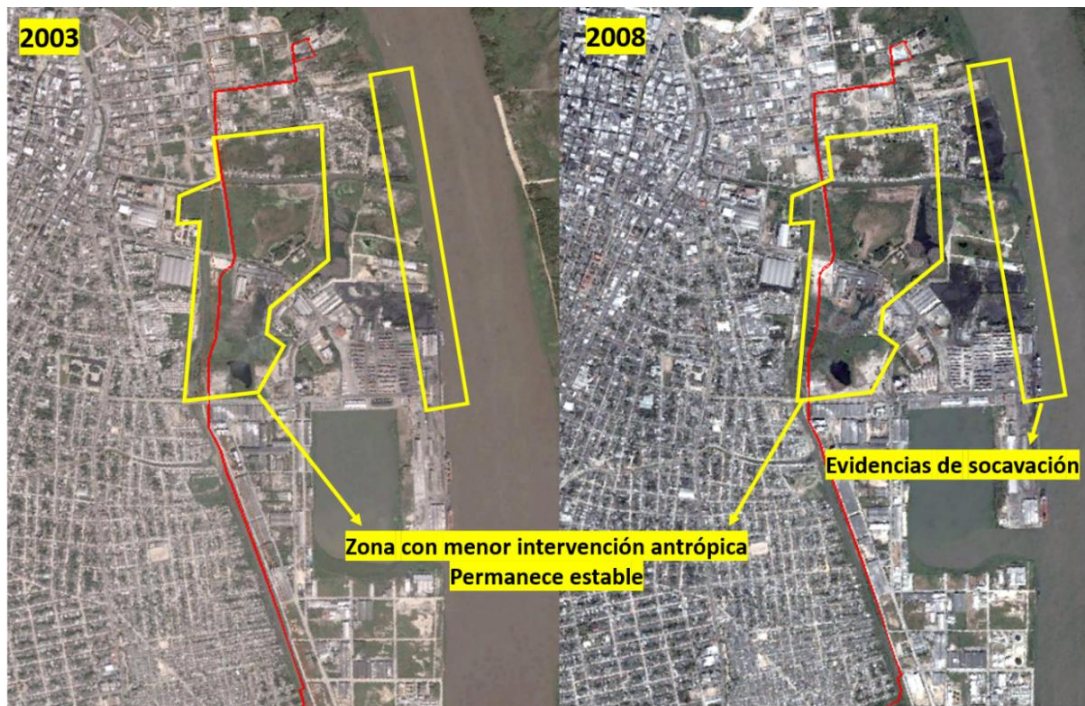 2003
2008
Evidencias de socavación
Zona con menor intervención antrópica
Permanece estable